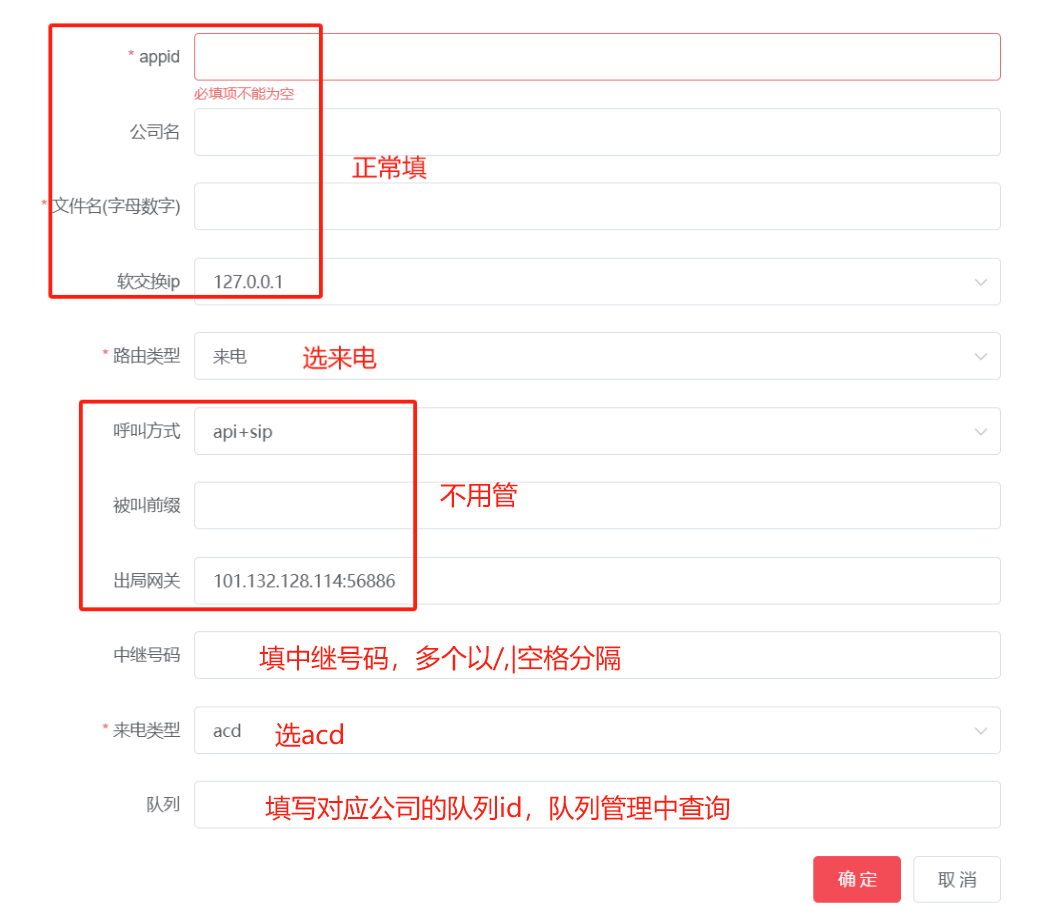 * appid
必填项不能为空
公司名
正常填
* 文件名(字母数字)
软交换ip 127.0.0.1
* 路由类型 来电 选来电
呼叫方式 api+sip
不用管
被叫前缀
出局网关 101.132.128.114:56886
中继号码 填中继号码，多个以/,|空格分隔
* 来电类型 acd 选acd
队列 填写对应公司的队列id，队列管理中查询
确定 取消